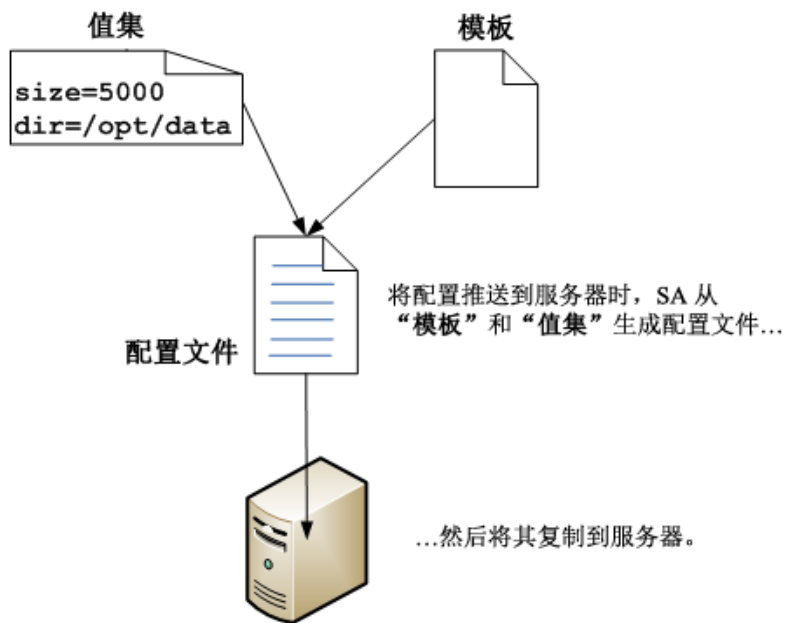 值集
模板
size=5000
dir=/opt/data
将配置推送到服务器时，SA 从
“模板”和“值集”生成配置文件…
配置文件
…然后将其复制到服务器。